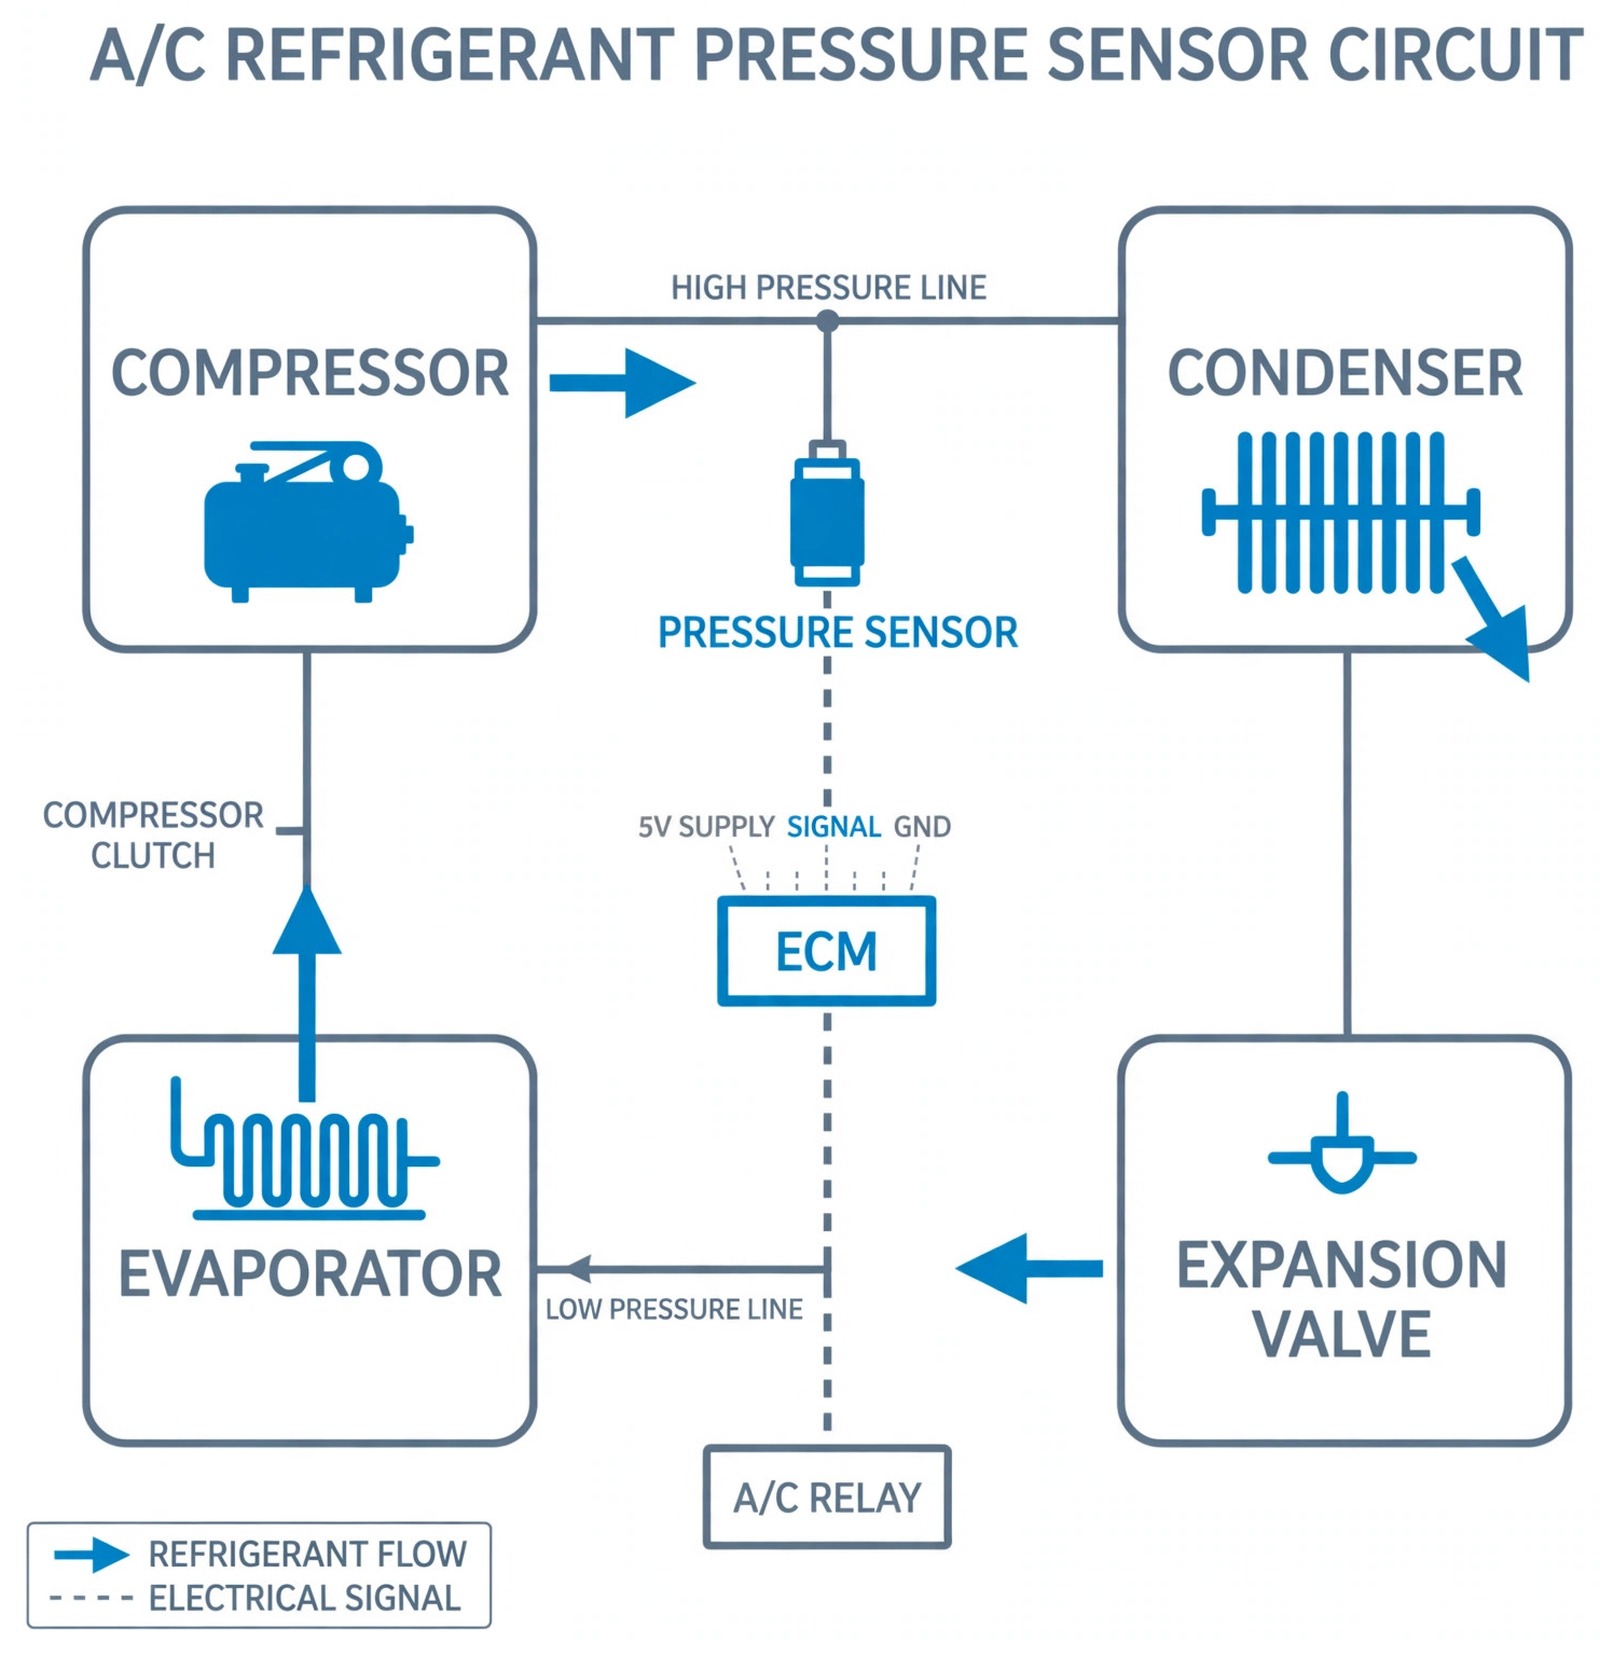 A/C REFRIGERANT PRESSURE SENSOR CIRCUIT
HIGH PRESSURE LINE
COMPRESSOR
CONDENSER
PRESSURE SENSOR
COMPRESSOR
CLUTCH
5V SUPPLY SIGNAL GND
ECM
EVAPORATOR
LOW PRESSURE LINE
EXPANSION
VALVE
A/C RELAY
REFRIGERANT FLOW
ELECTRICAL SIGNAL